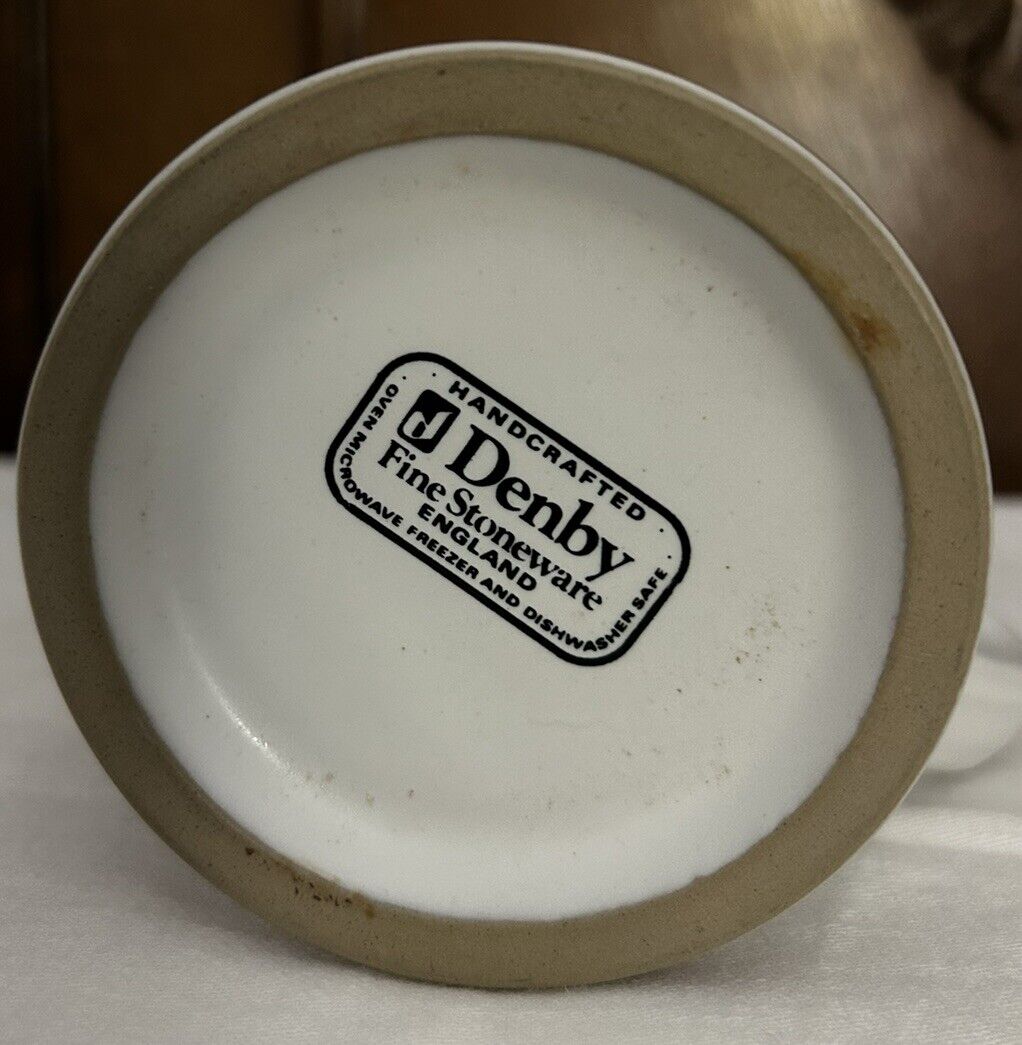 HANDCRAFTED
Denby
Fine Stoneware
ENGLAND
OVEN MICROWAVE FREEZER AND DISHWASHER SAFE